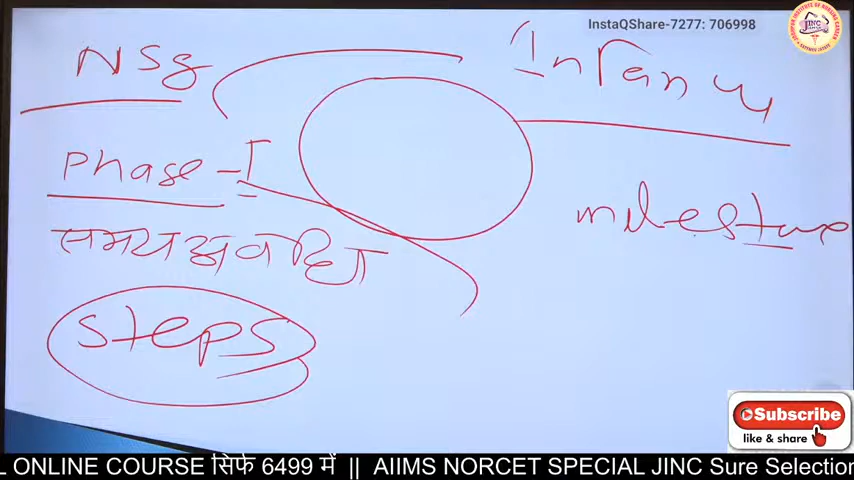 InstaQShare-7277: 706998
NSg
Infancy
Phase-I
milestone
समय अवधि
Steps
Subscribe
like & share
L ONLINE COURSE सिर्फ 6499 में || AIIMS NORCET SPECIAL JINC Sure Selection